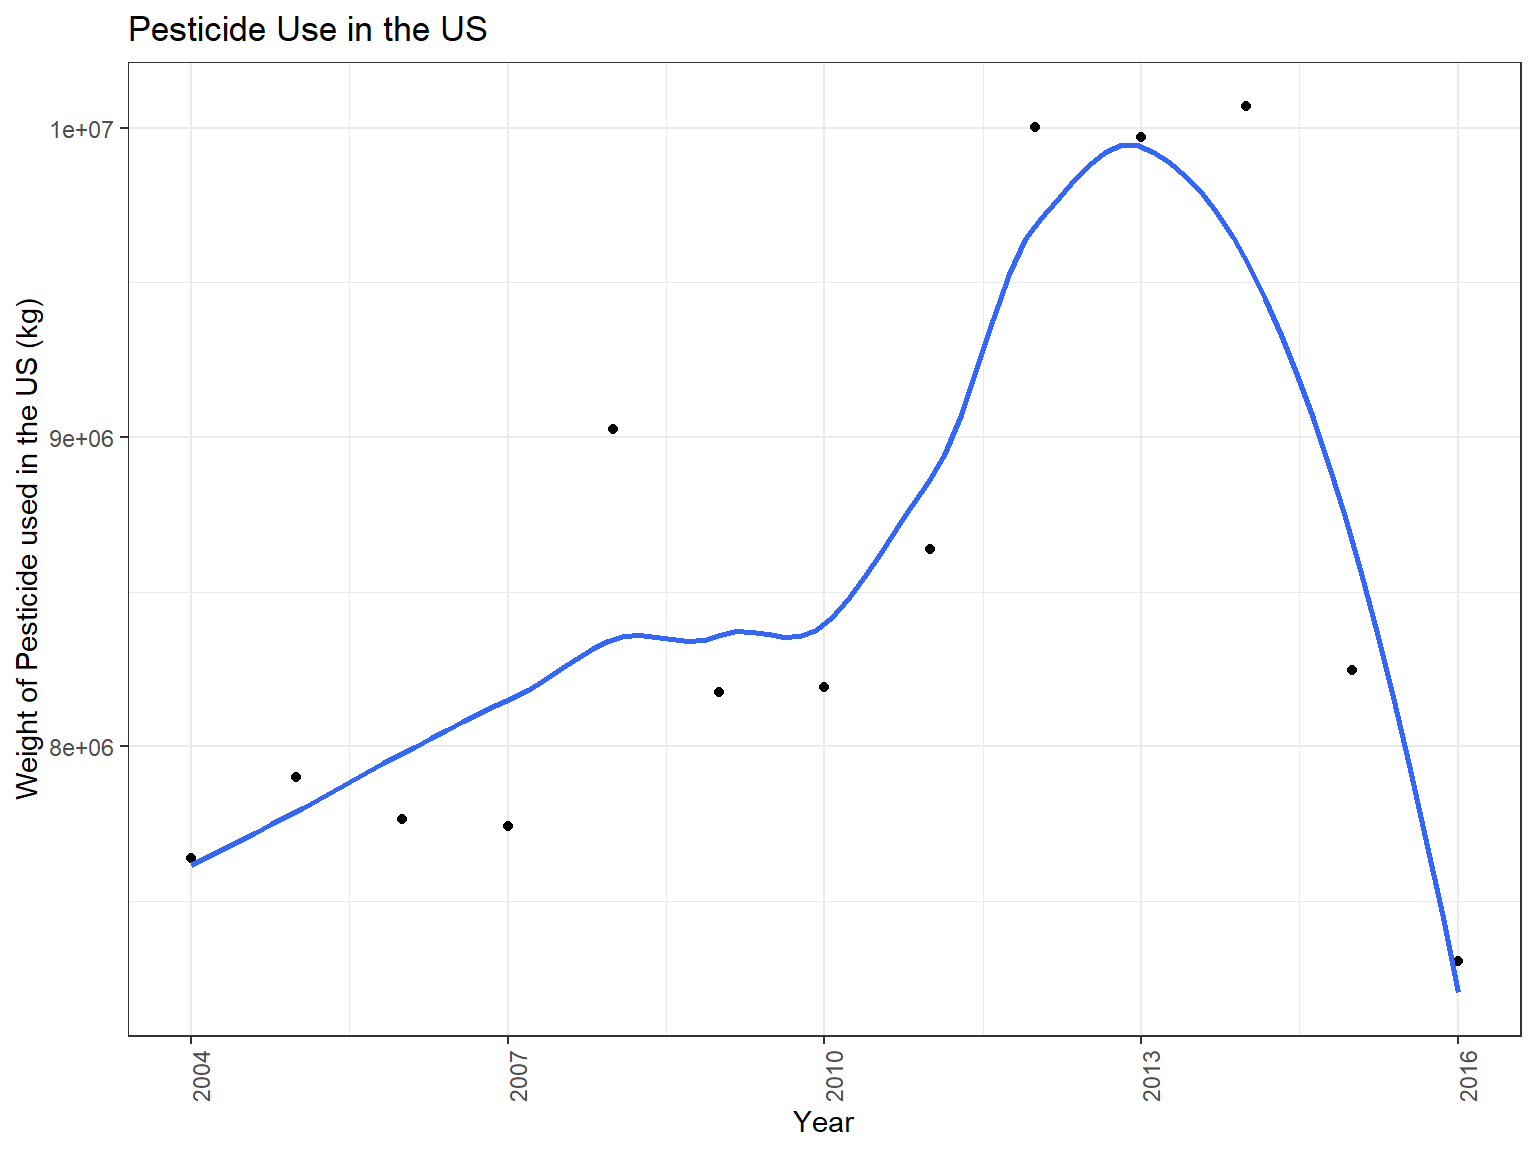 Pesticide Use in the US
Weight of Pesticide used in the US (kg)
1e+07
9e+06
8e+06
2004
2007
2010
2013
2016
Year